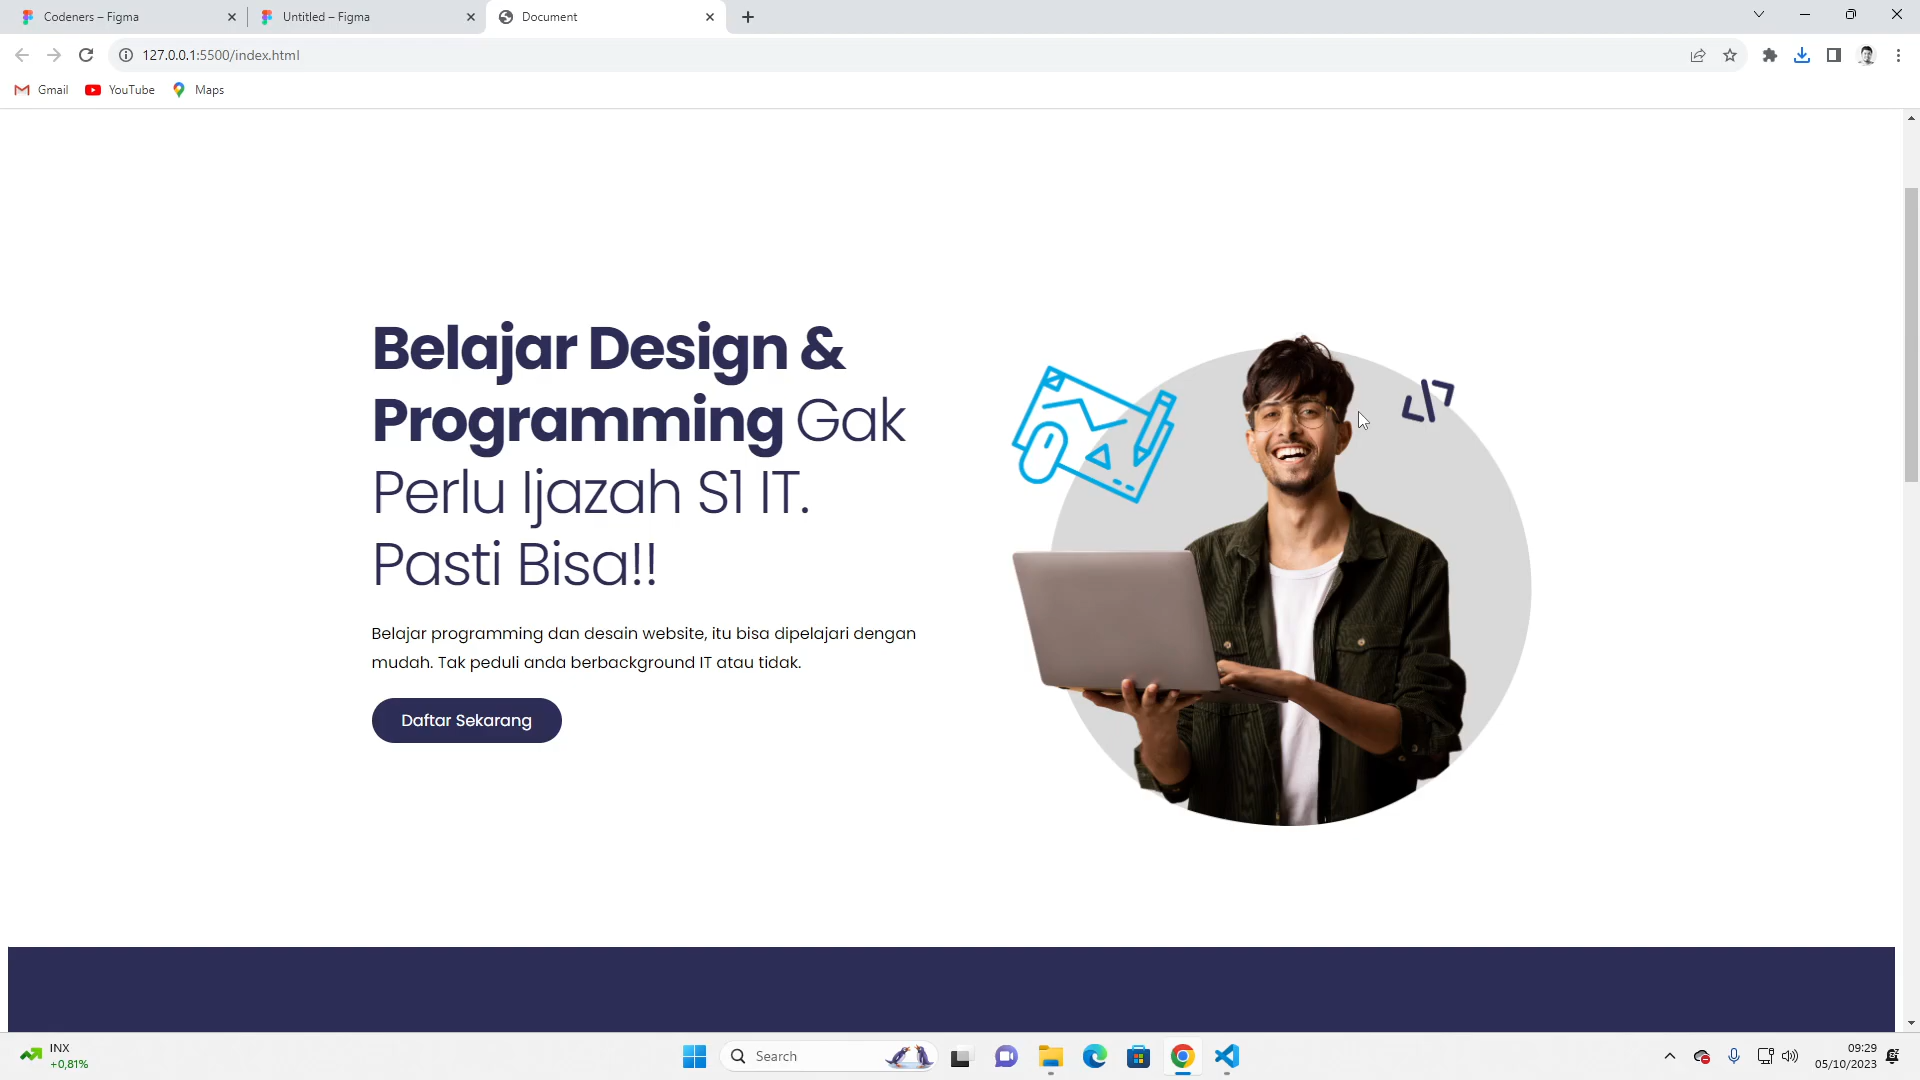 Codeners – Figma
Untitled – Figma
Document
127.0.0.1:5500/index.html
Gmail
YouTube
Maps
Belajar Design &
Programming Gak
Perlu Ijazah S1 IT.
Pasti Bisa!!
Belajar programming dan desain website, itu bisa dipelajari dengan
mudah. Tak peduli anda berbackground IT atau tidak.
Daftar Sekarang
INX
+0,81%
Search
09:29
05/10/2023